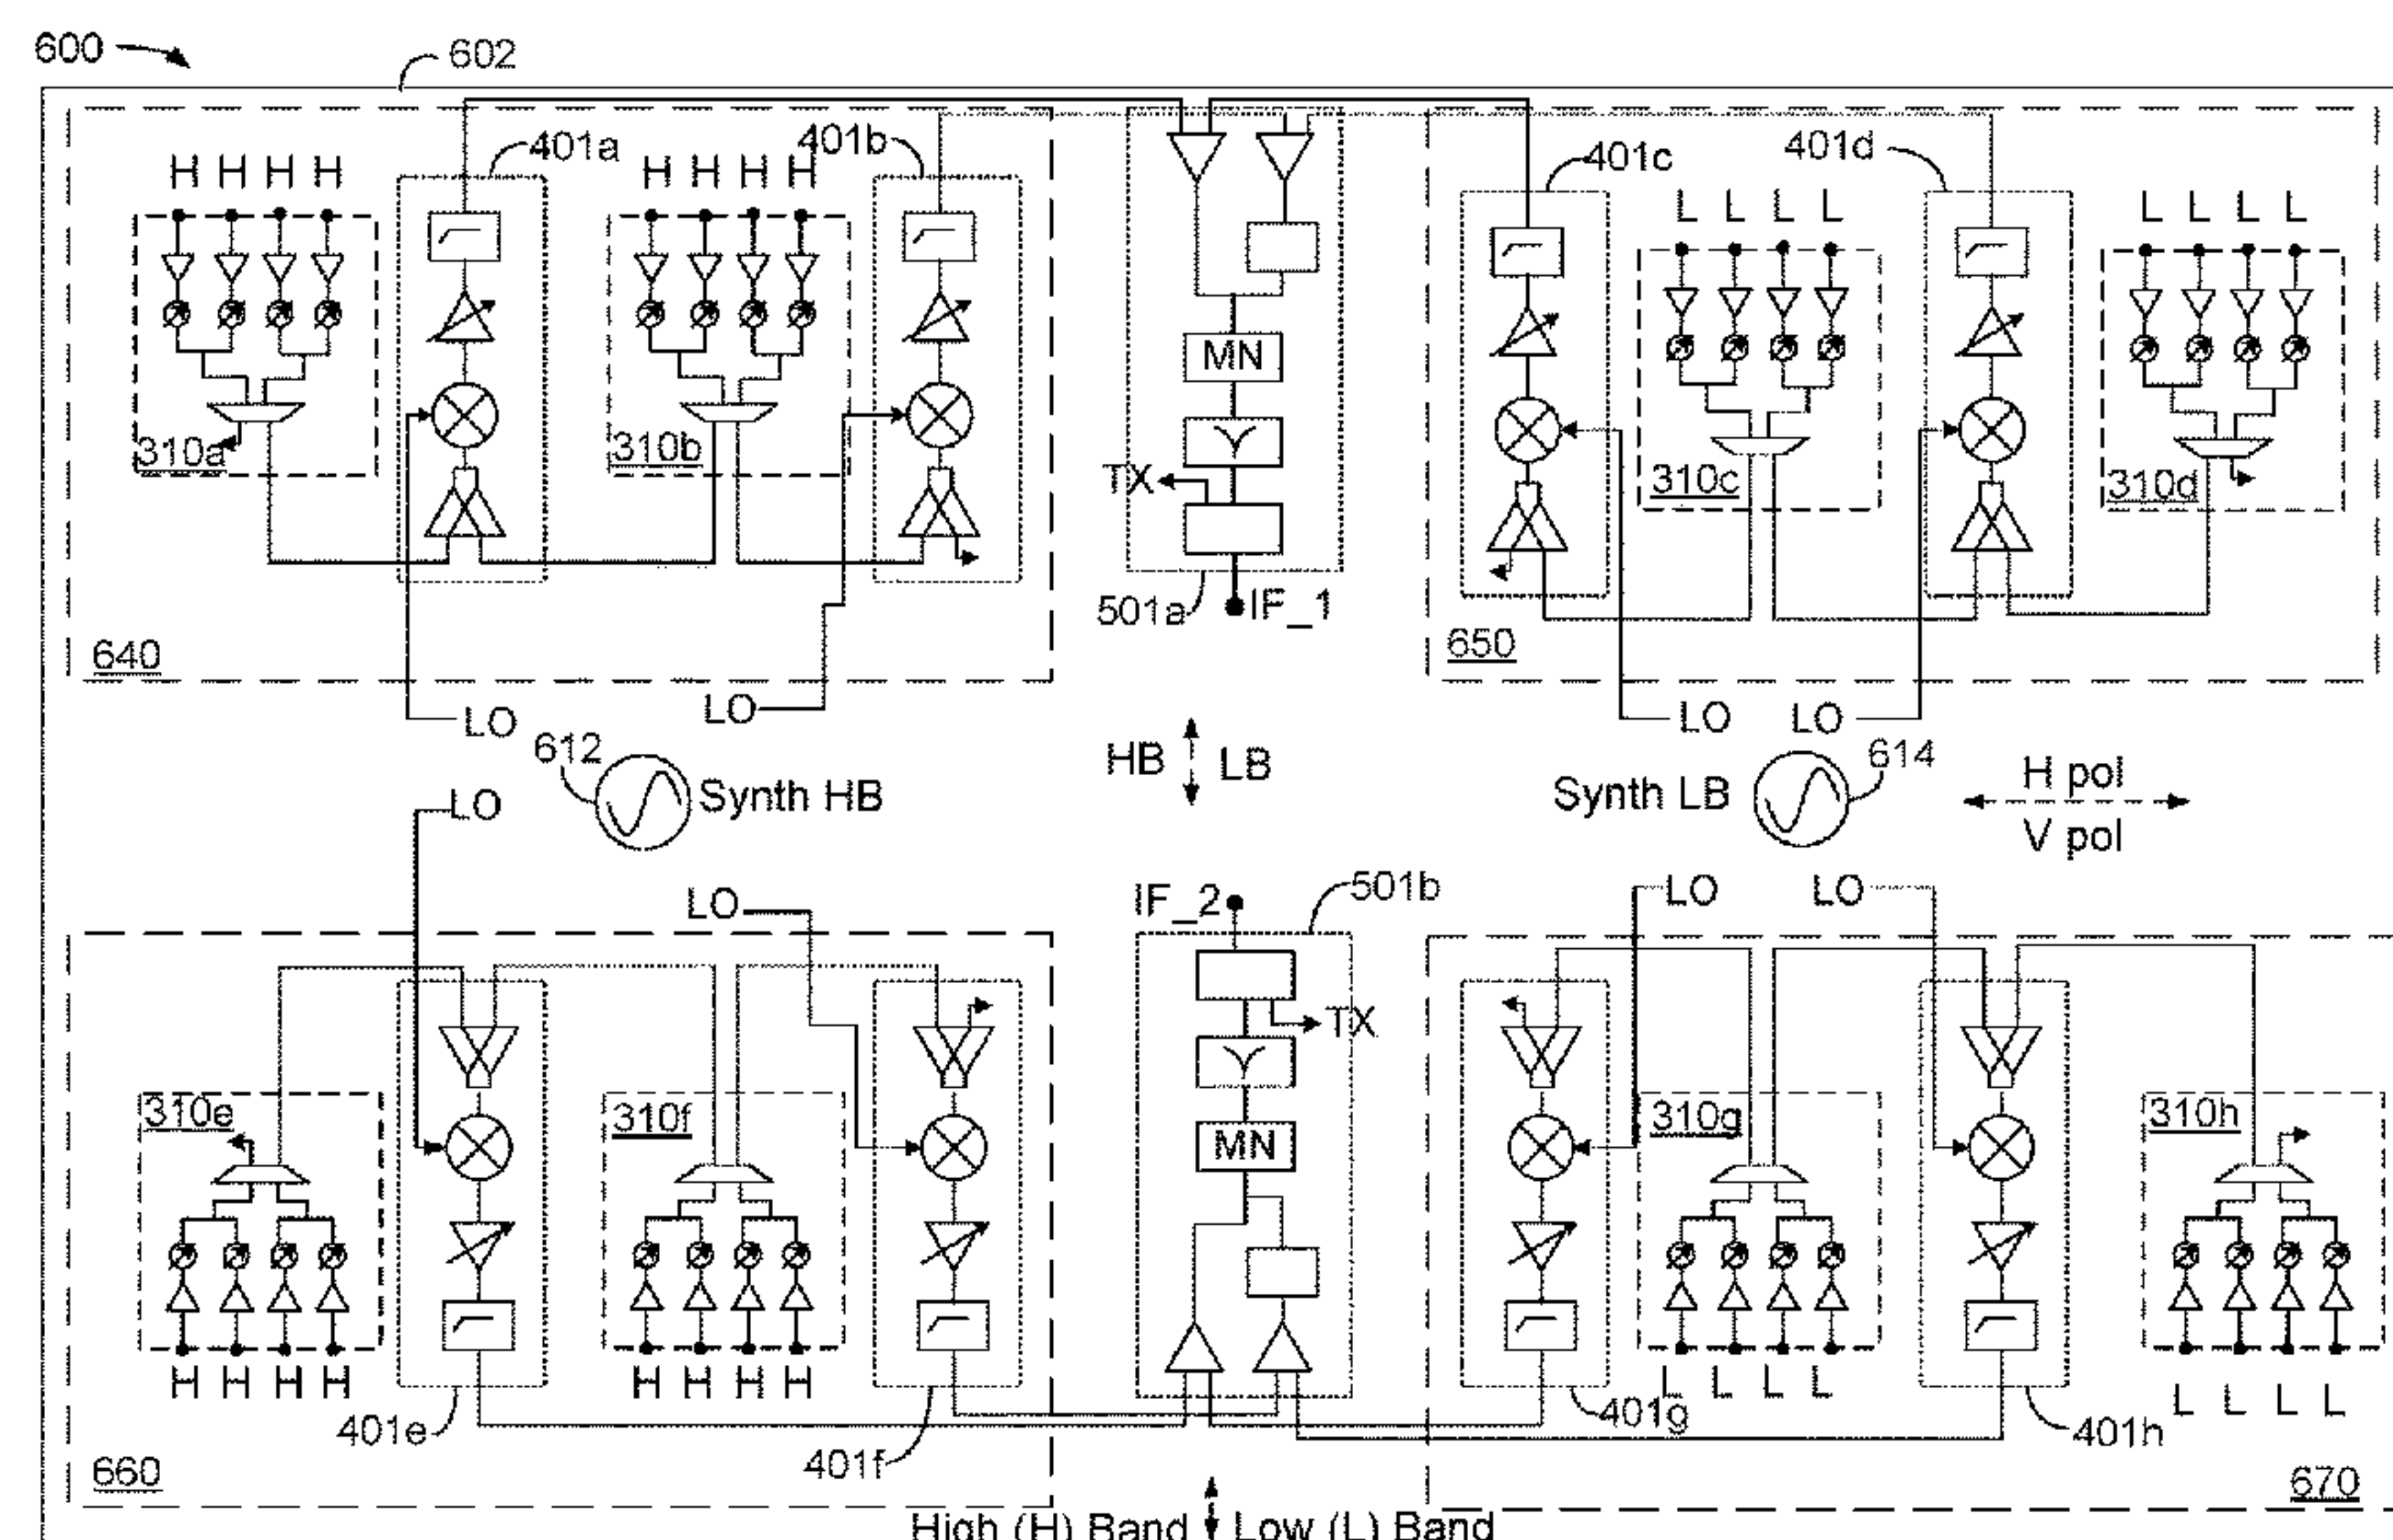 600
602
401a
401b
401c
401d
H H H H
H H H H
L L L L
L L L L
MN
TX
310a
310b
310c
310d
501a
IF_1
640
650
LO
LO
LO
LO
612
Synth HB
HB
LB
Synth LB
614
H pol
V pol
LO
LO
IF_2
501b
LO
LO
TX
310e
310f
MN
310g
310h
H H H H
H H H H
L L L L
L L L L
401e
401f
401g
401h
660
670
High (H) Band
Low (L) Band